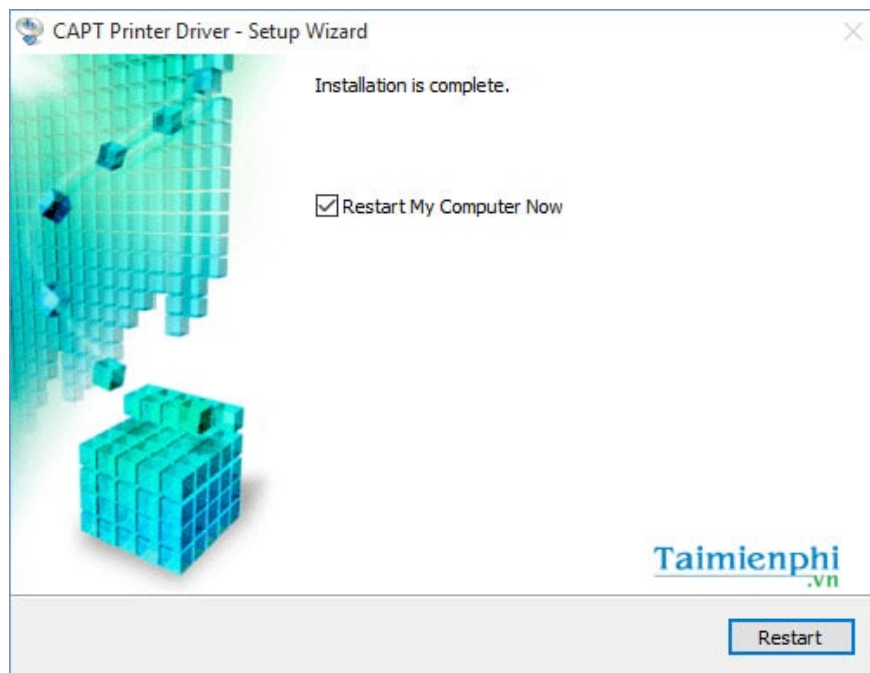 CAPT Printer Driver - Setup Wizard
Installation is complete.
Restart My Computer Now
Taimienphi
.vn
Restart